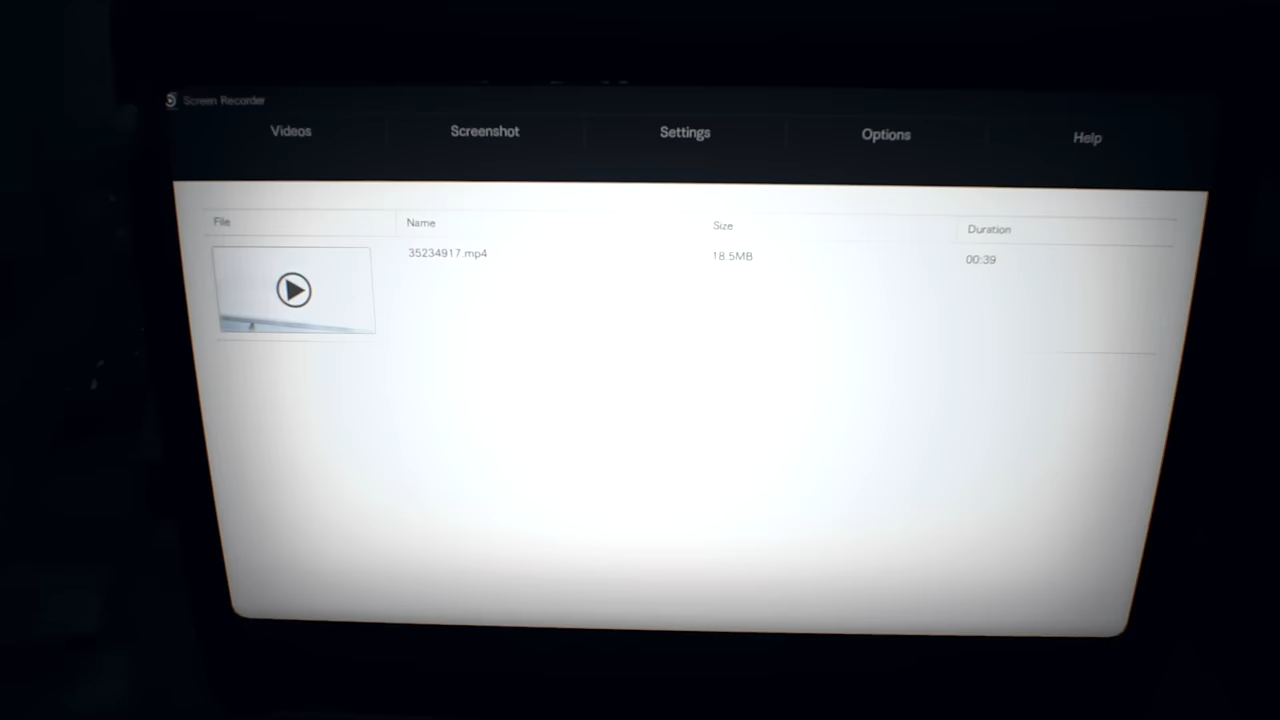 Screen Recorder
Videos Screenshot Settings Options Help
File Name Size Duration
35234917.mp4 18.5MB 00:39